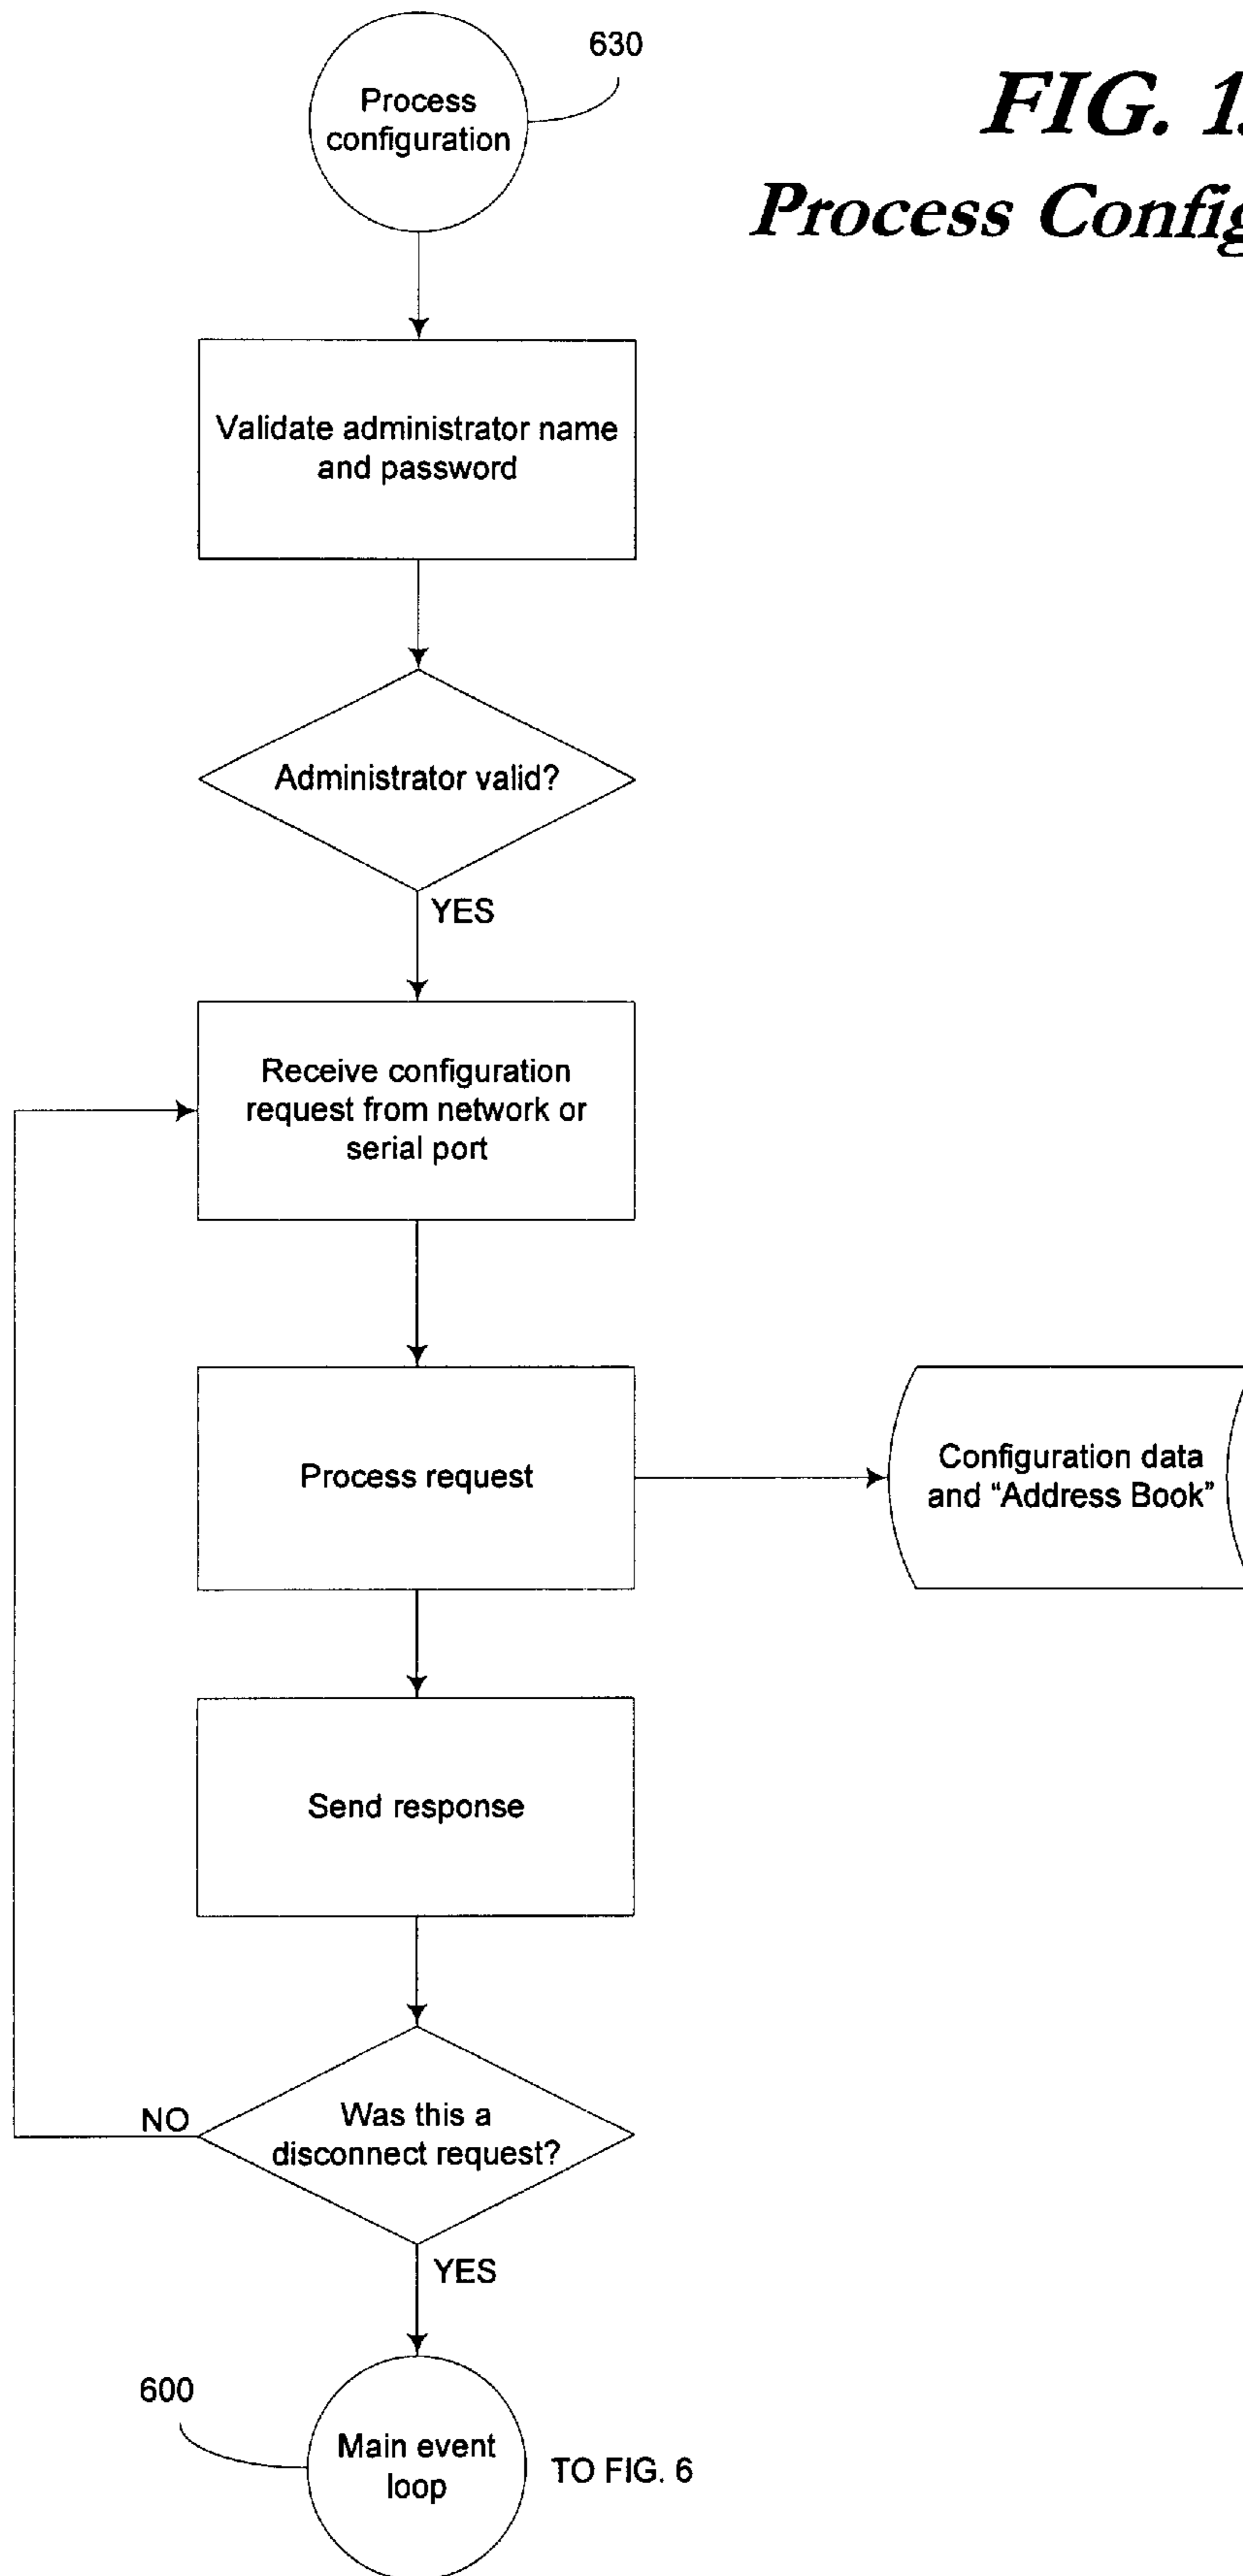 630
Process
configuration
FIG. 1
Process Config
Validate administrator name
and password
Administrator valid?
YES
Receive configuration
request from network or
serial port
Process request
Configuration data
and “Address Book”
Send response
NO
Was this a
disconnect request?
YES
600
Main event
loop
TO FIG. 6